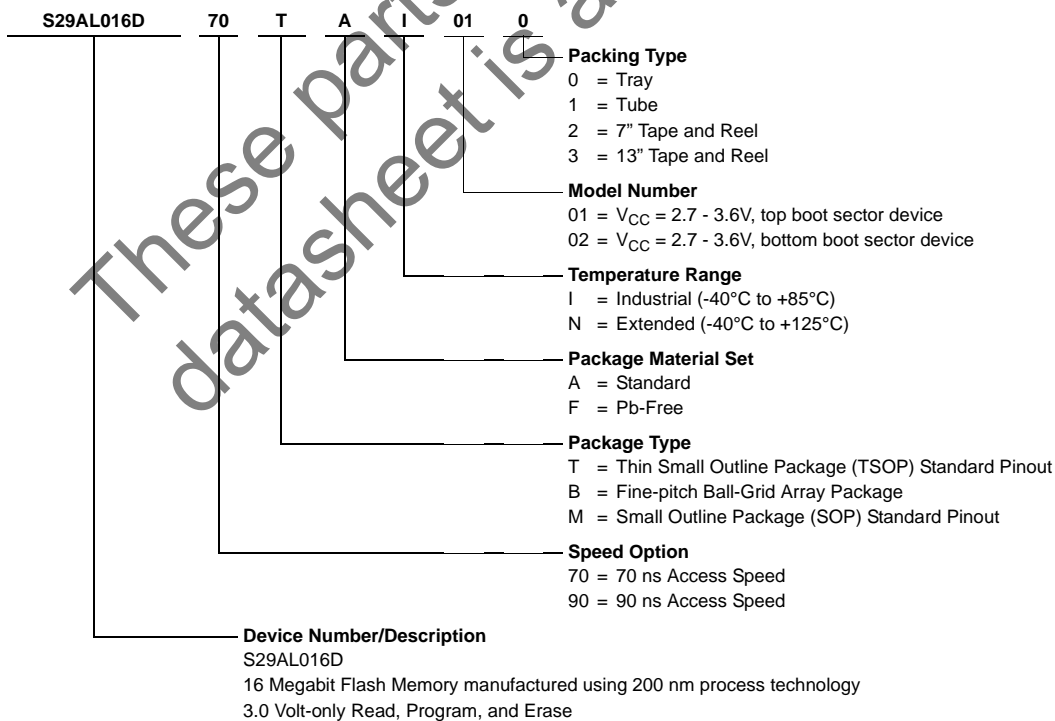 S29AL016D 70 T A I 01 0
Packing Type
0 = Tray
1 = Tube
2 = 7” Tape and Reel
3 = 13” Tape and Reel
Model Number
01 = VCC = 2.7 - 3.6V, top boot sector device
02 = VCC = 2.7 - 3.6V, bottom boot sector device
Temperature Range
I = Industrial (-40°C to +85°C)
N = Extended (-40°C to +125°C)
Package Material Set
A = Standard
F = Pb-Free
Package Type
T = Thin Small Outline Package (TSOP) Standard Pinout
B = Fine-pitch Ball-Grid Array Package
M = Small Outline Package (SOP) Standard Pinout
Speed Option
70 = 70 ns Access Speed
90 = 90 ns Access Speed
Device Number/Description
S29AL016D
16 Megabit Flash Memory manufactured using 200 nm process technology
3.0 Volt-only Read, Program, and Erase
These parts
datasheet is a